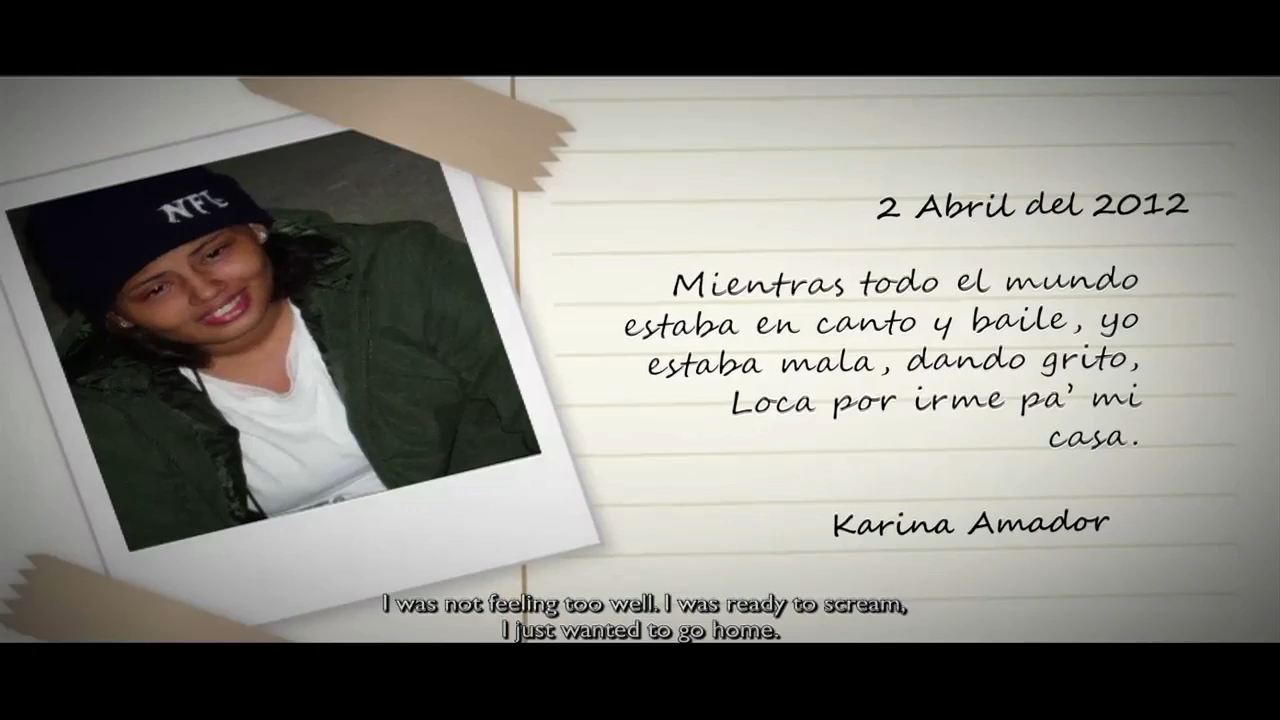 NFL
2 Abril del 2012
Mientras todo el mundo
estaba en canto y baile, yo
estaba mala, dando grito,
Loca por irme pa' mi
casa.
Karina Amador
I was not feeling too well. I was ready to scream,
I just wanted to go home.